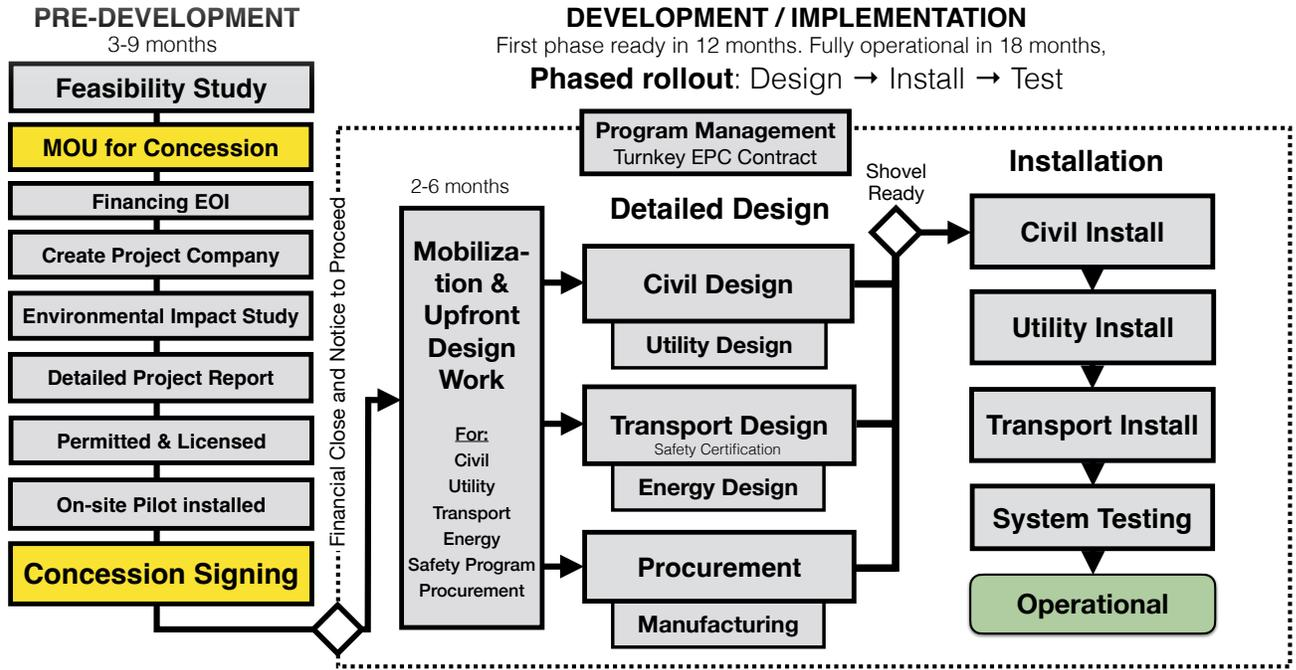 PRE-DEVELOPMENT
3-9 months
Feasibility Study
MOU for Concession
Financing EOI
Create Project Company
Environmental Impact Study
Detailed Project Report
Permitted & Licensed
On-site Pilot installed
Concession Signing
Financial Close and Notice to Proceed
DEVELOPMENT / IMPLEMENTATION
First phase ready in 12 months. Fully operational in 18 months,
Phased rollout: Design → Install → Test
Program Management
Turnkey EPC Contract
2-6 months
Mobiliza-
tion &
Upfront
Design
Work
For:
Civil
Utility
Transport
Energy
Safety Program
Procurement
Detailed Design
Civil Design
Utility Design
Transport Design
Safety Certification
Energy Design
Procurement
Manufacturing
Shovel
Ready
Installation
Civil Install
Utility Install
Transport Install
System Testing
Operational